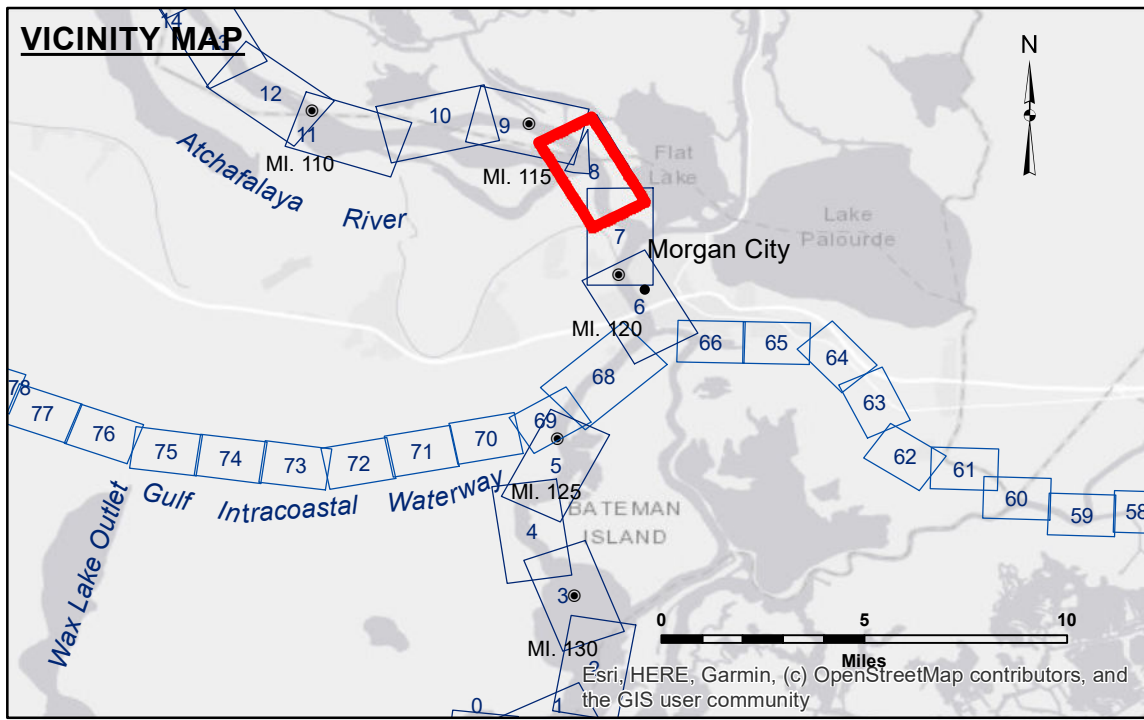 VICINITY MAP
N
14
13
12
11
10
9
8
7
6
MI. 110
MI. 115
MI. 120
Atchafalaya River
Flat
Lake
Lake
Palourde
Morgan City
66
65
64
63
62
61
60
59
58
68
69
70
71
72
73
74
75
76
77
78
Gulf Intracoastal Waterway
Wax Lake Outlet
5
MI. 125
4
BATEMAN
ISLAND
3
MI. 130
2
1
0
0 5 10
Miles
Esri, HERE, Garmin, (c) OpenStreetMap contributors, and
the GIS user community